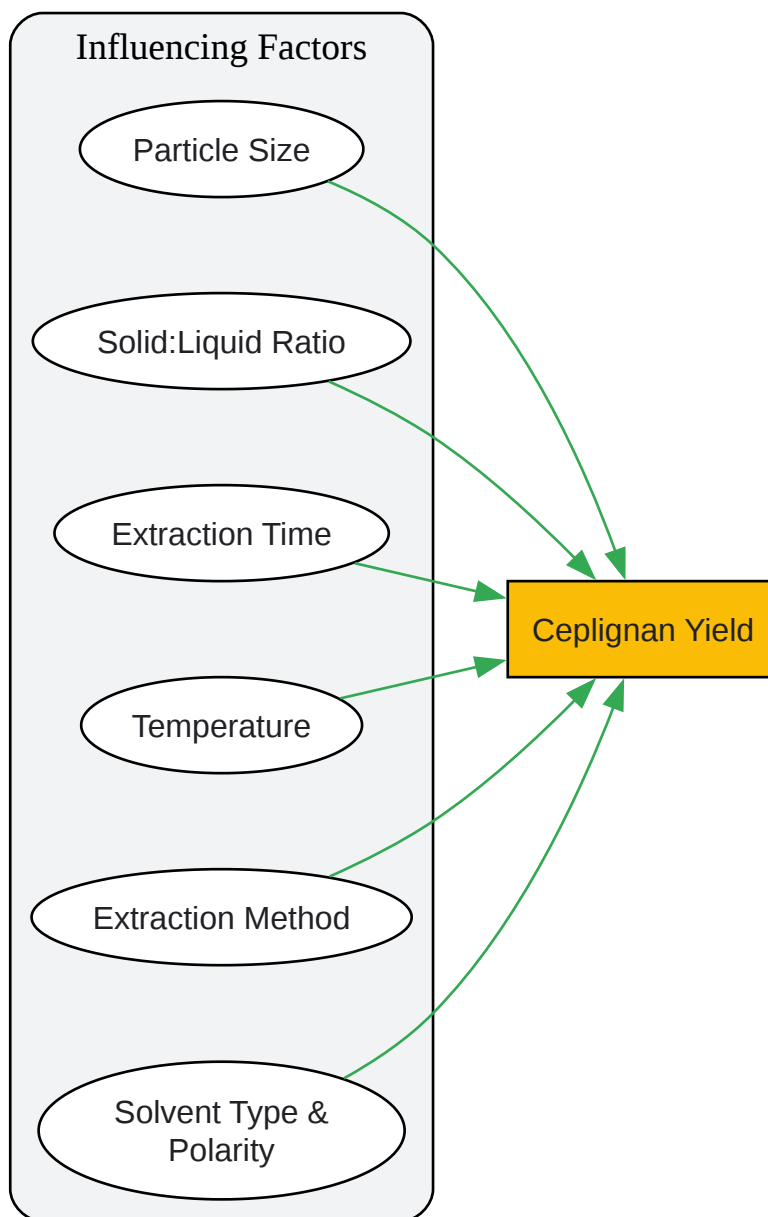 Influencing Factors
Particle Size
Solid:Liquid Ratio
Extraction Time
Ceplignan Yield
Temperature
Extraction Method
Solvent Type &
Polarity